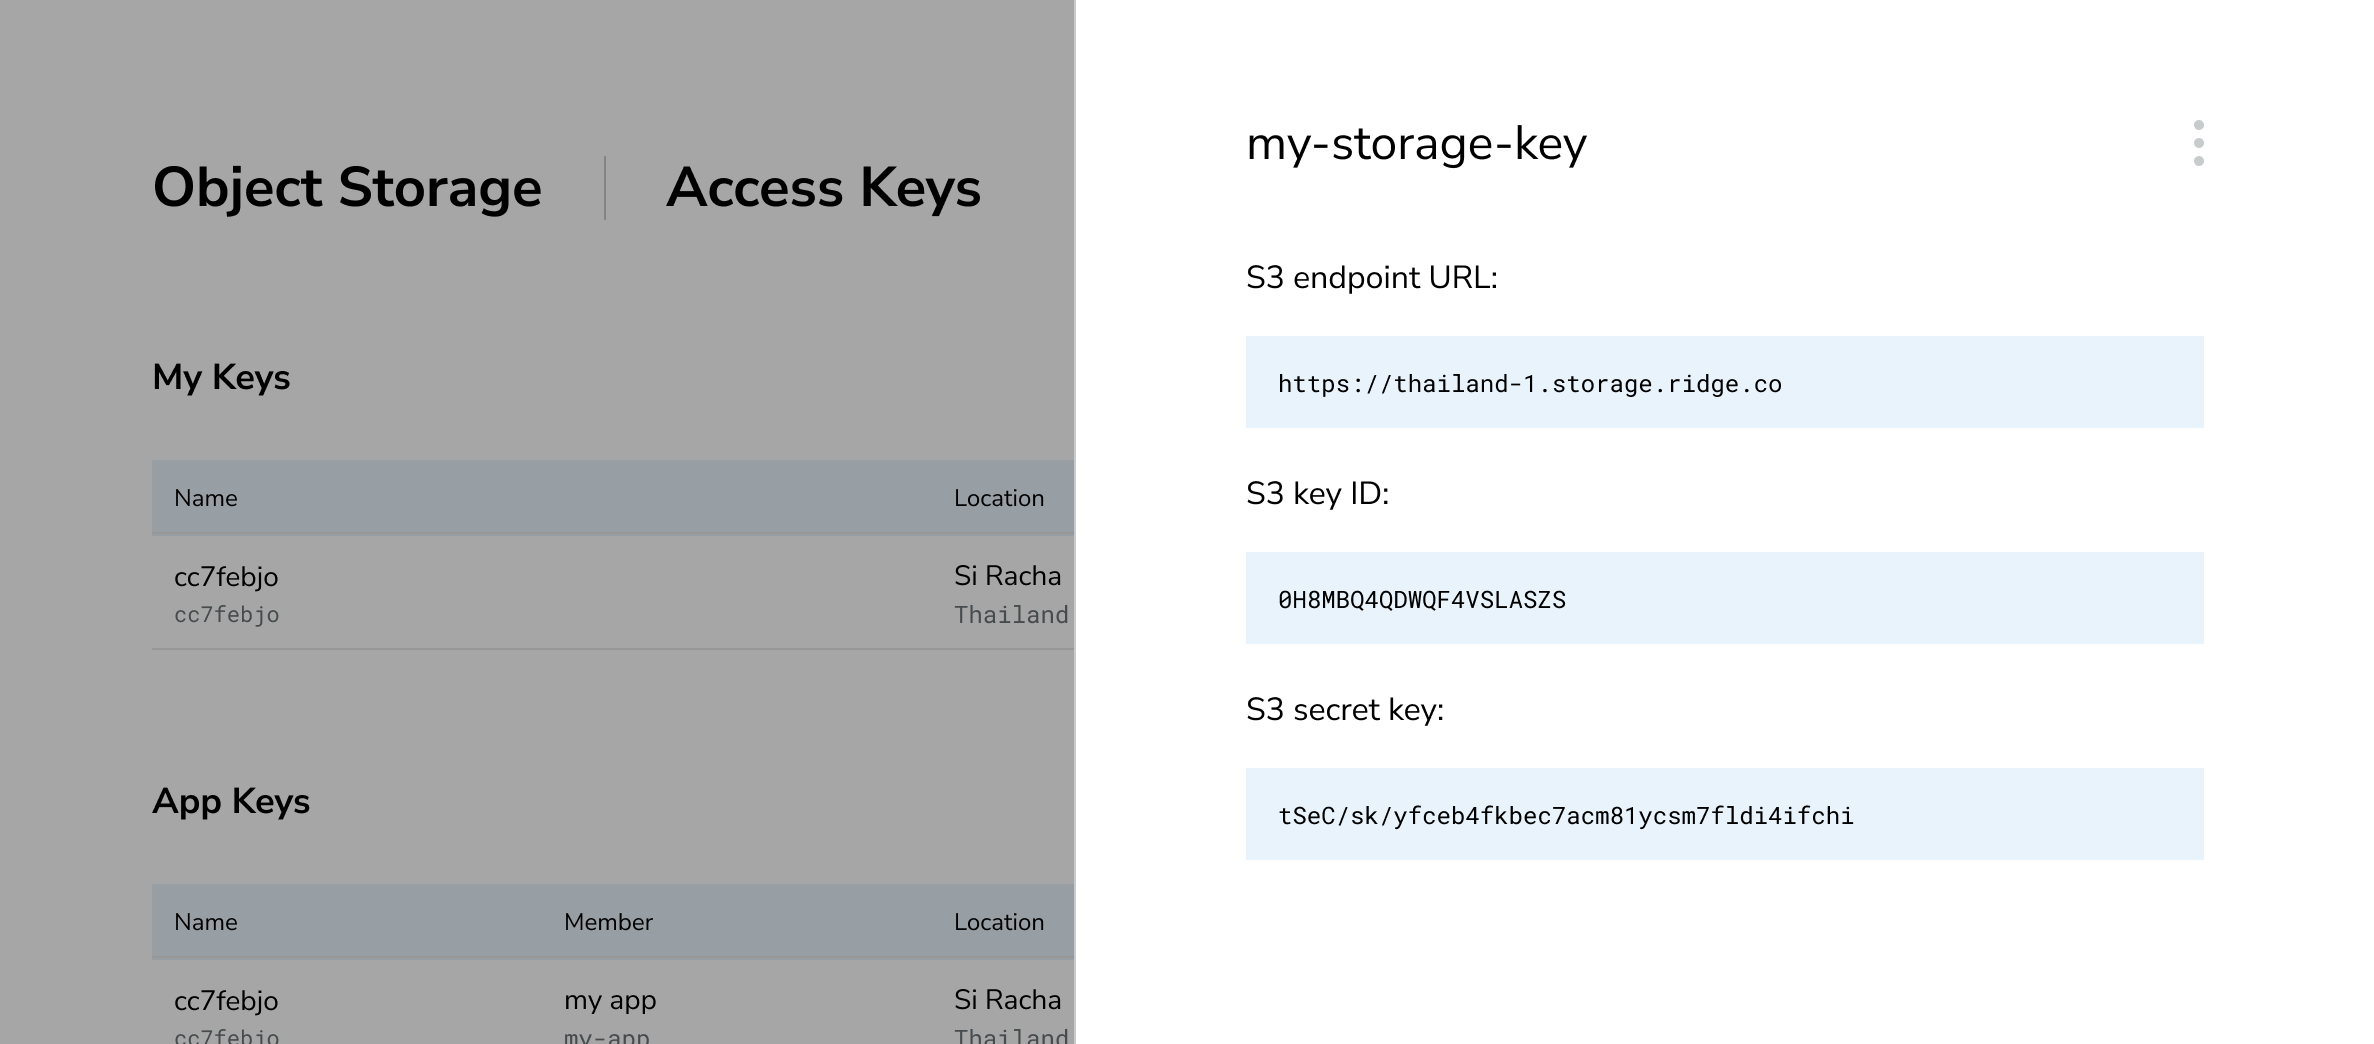 Object Storage
Access Keys
My Keys
Name Location
cc7febjo Si Racha
cc7febjo Thailand
App Keys
Name Member Location
cc7febjo my app Si Racha
cc7febjo my-app Thailand
my-storage-key
S3 endpoint URL:
https://thailand-1.storage.ridge.co
S3 key ID:
0H8MBQ4QDWQF4VSLASZS
S3 secret key:
tSeC/sk/yfceb4fkbec7acm81ycsm7fldi4ifchi